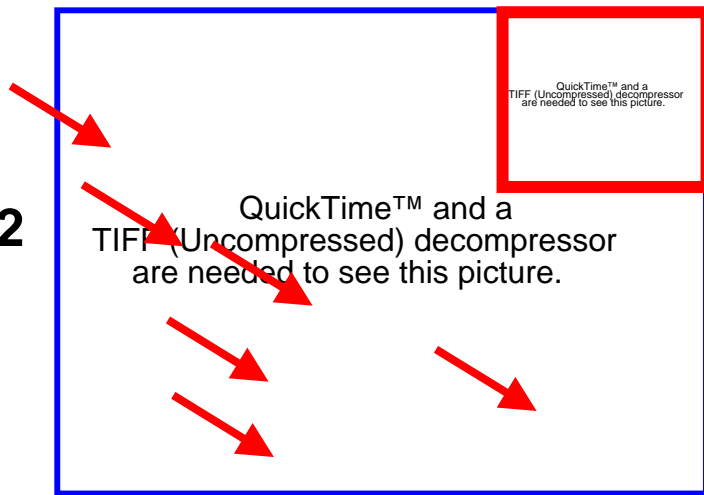 QuickTime™ and a
TIFF (Uncompressed) decompressor
are needed to see this picture.
2
QuickTime™ and a
TIFF (Uncompressed) decompressor
are needed to see this picture.